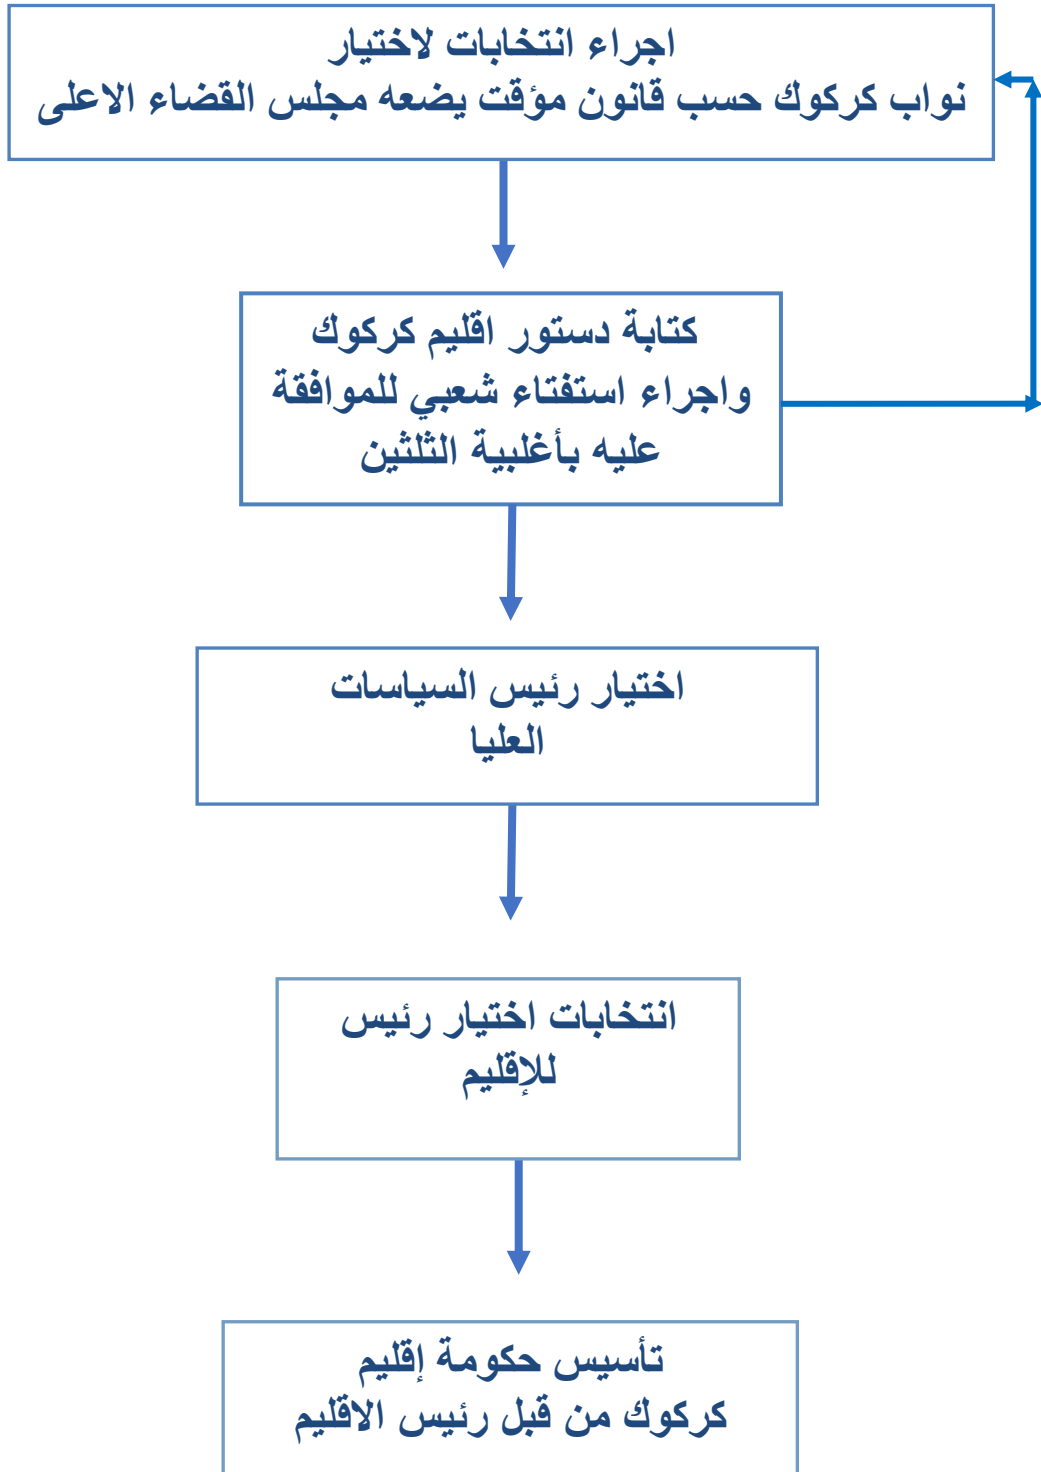 اجراء انتخابات لاختيار
نواب كركوك حسب قانون مؤقت يضعه مجلس القضاء الاعلى
كتابة دستور اقليم كركوك
واجراء استفتاء شعبي للموافقة
عليه بأغلبية الثلثين
اختيار رئيس السياسات
العليا
انتخابات اختيار رئيس
للإقليم
تأسيس حكومة إقليم
كركوك من قبل رئيس الاقليم